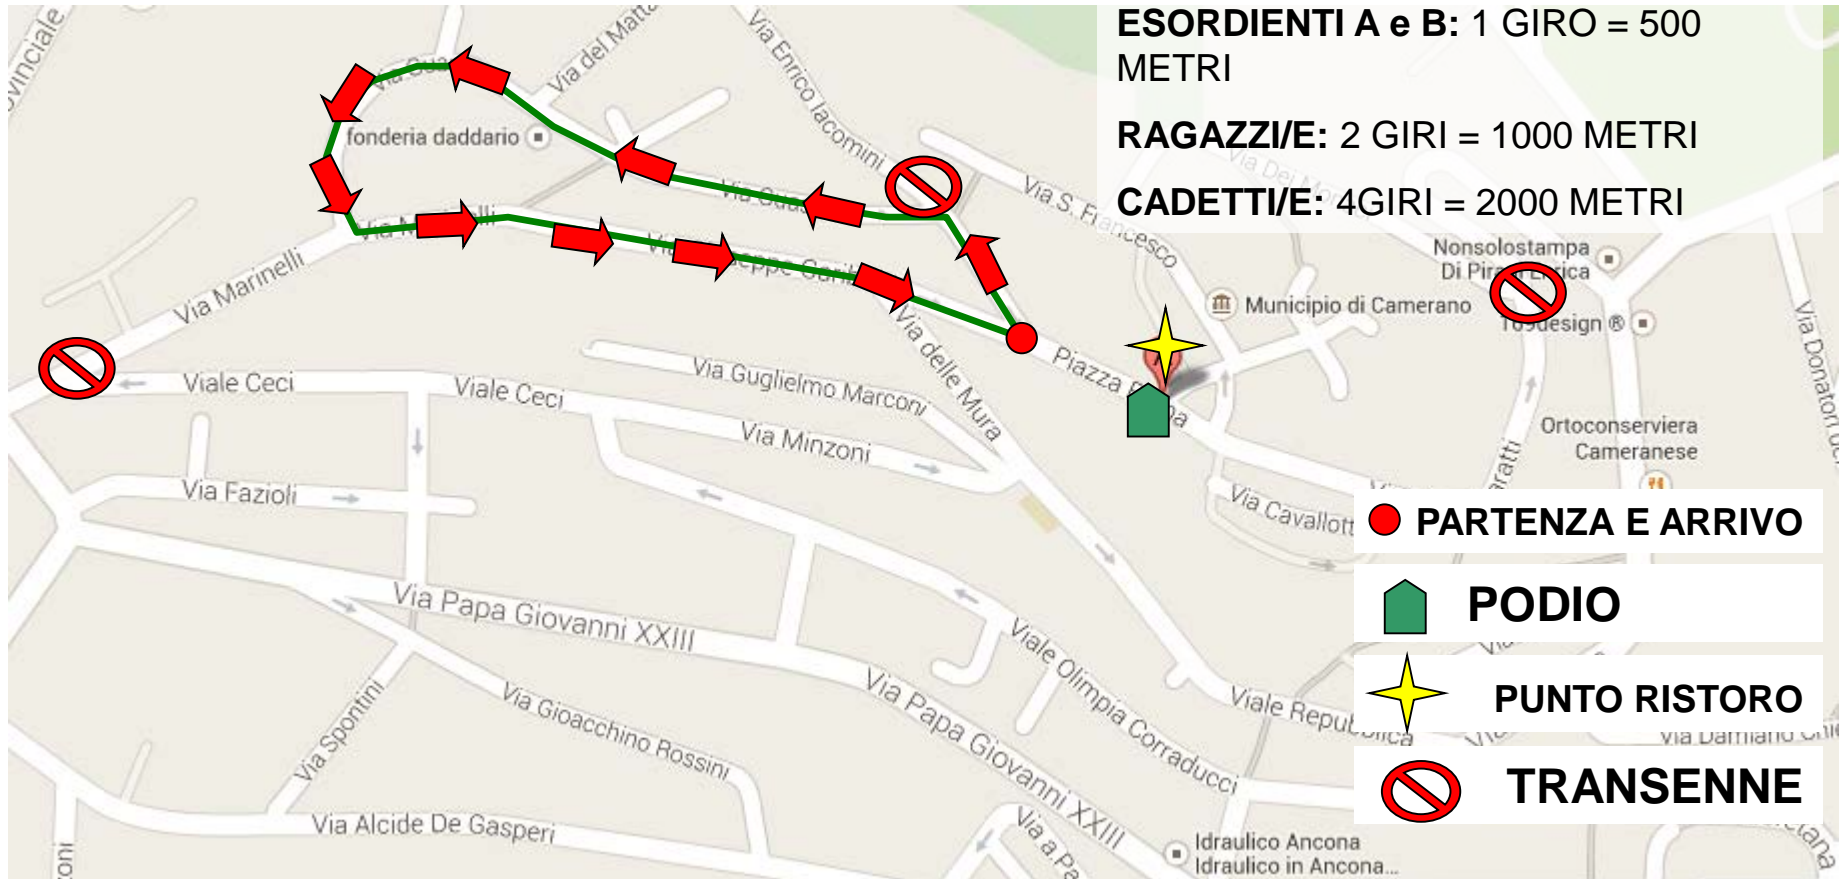 ESORDIENTI A e B: 1 GIRO = 500
METRI
RAGAZZI/E: 2 GIRI = 1000 METRI
CADETTI/E: 4GIRI = 2000 METRI
Via del Matta
Via Enrico Iacomini
fonderia daddario
Via S. Francesco
Via Dei
Nonsolostampa
Di
Via Marinelli
Municipio di Camerano
Via delle Mura
Piazza
Viale Ceci
Viale Ceci
Via Guglielmo Marconi
Via Minzoni
Ortoconserviera
Cameranese
Via Fazioli
PARTENZA E ARRIVO
PODIO
Via Papa Giovanni XXIII
Viale Olimpia Corraducci
Via Papa Giovanni XXIII
Via Spontini
Via Gioacchino Rossini
PUNTO RISTORO
TRANSENNE
Via Alcide De Gasperi
Idraulico Ancona
Idraulico in Ancona...